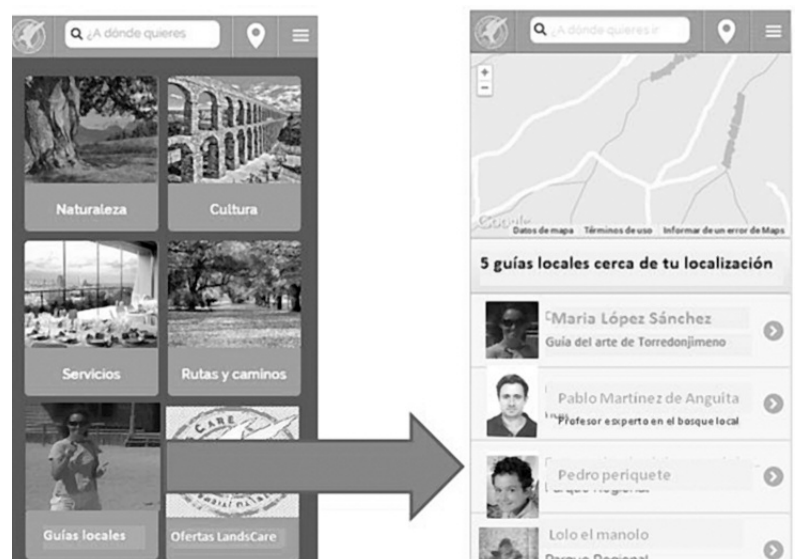 ¿A dónde quieres
Naturaleza
Cultura
Servicios
Rutas y caminos
CARE
Guías locales
Ofertas LandsCare
¿A dónde quieres ir
+
−
Google
Datos de mapa Términos de uso Informar de un error de Maps
5 guías locales cerca de tu localización
Maria López Sánchez
Guía del arte de Torredonjimeno
Pablo Martínez de Anguita
Profesor esxperto en el bosque local
Pedro periquete
Parque Regional
Lolo el manolo
Parque Regional